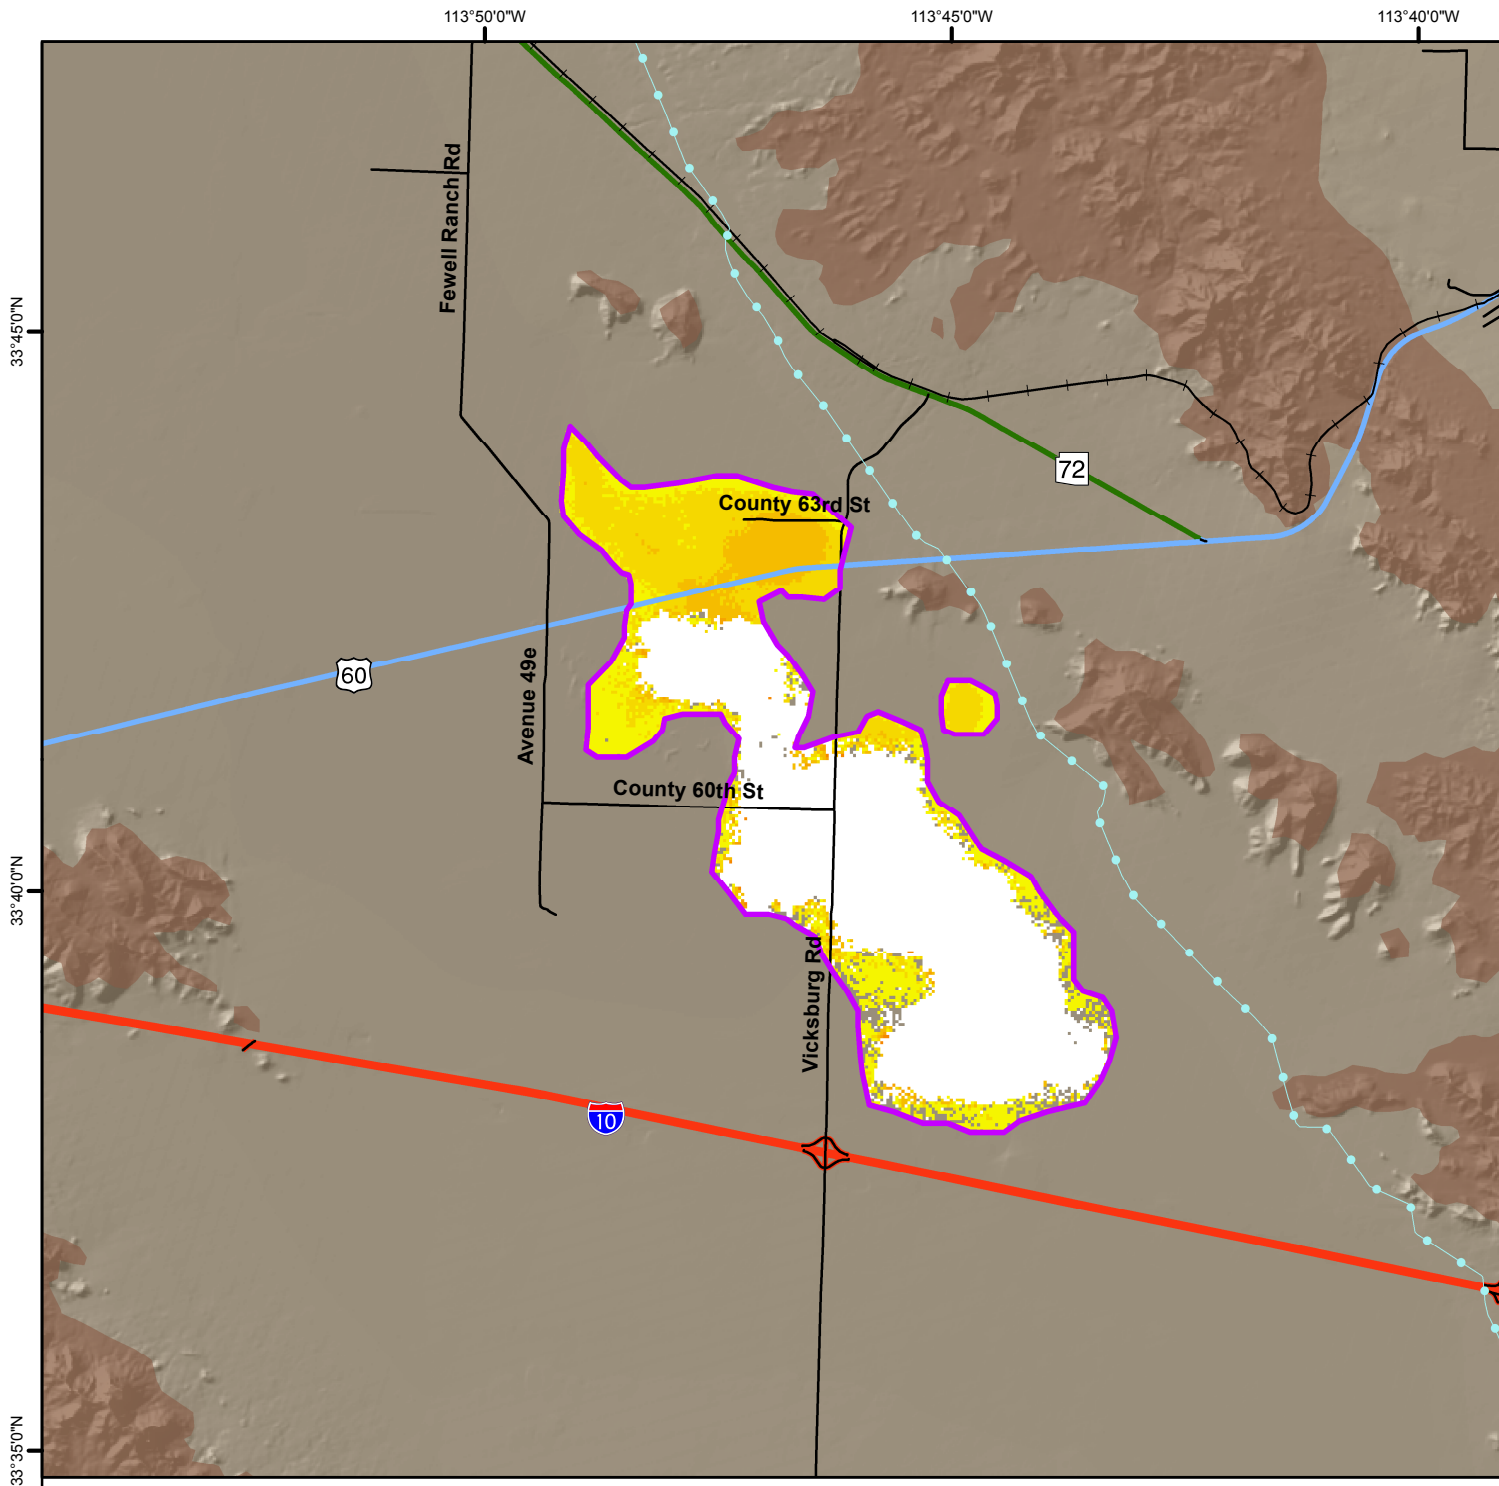 113°50'0"W
113°45'0"W
113°40'0"W
Fewell Ranch Rd
33°45'0"N
72
County 63rd St
60
Avenue 49e
County 60th St
33°40'0"N
Vicksburg Rd
10
33°35'0"N